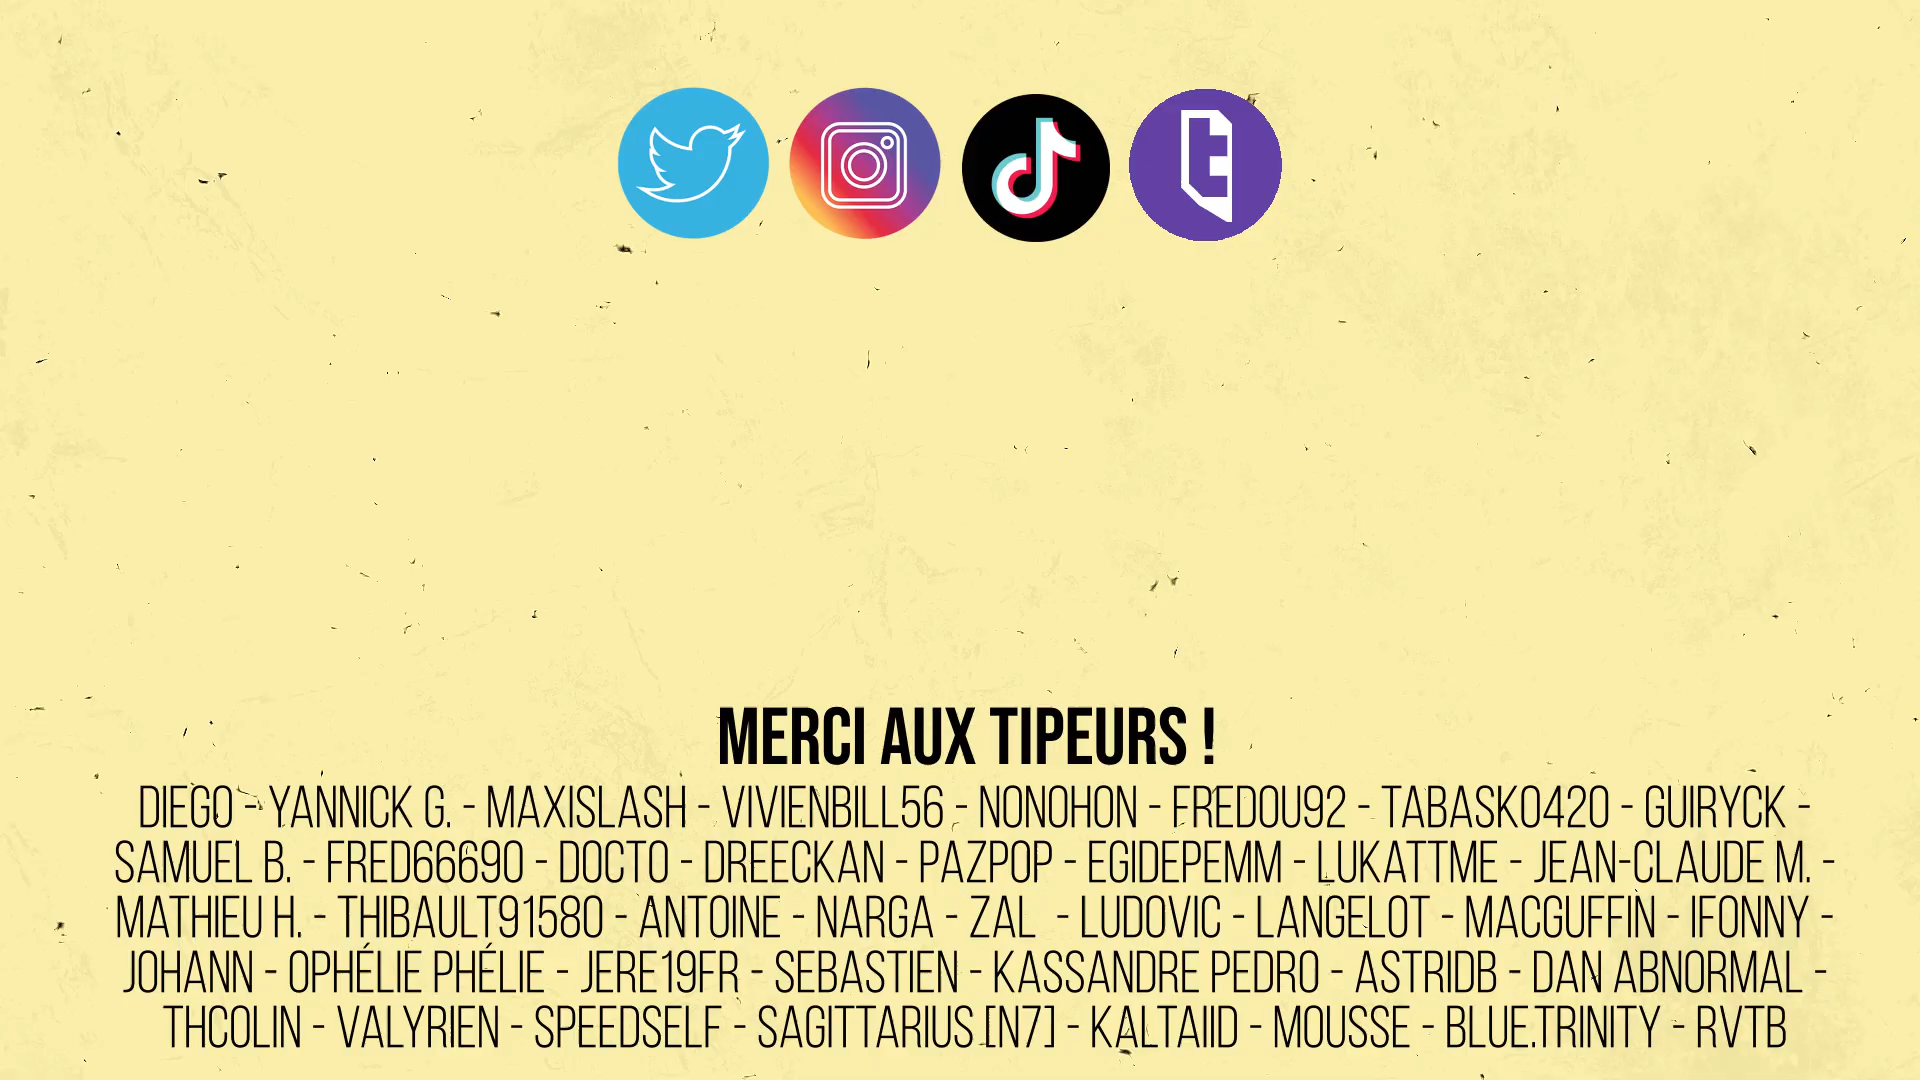 MERCI AUX TIPEURS !
DIEGO - YANNICK G. - MAXISLASH - VIVIENBILL56 - NONOHON - FREDOU92 - TABASKO420 - GUIRYCK -
SAMUEL B. - FRED66690 - DOCTO - DREECKAN - PAZPOP - EGIDEPEMM - LUKATTME - JEAN-CLAUDE M. -
MATHIEU H. - THIBAULT91580 - ANTOINE - NARGA - ZAL - LUDOVIC - LANGELOT - MACGUFFIN - IFONNY -
JOHANN - OPHÉLIE PHÉLIE - JERE19FR - SEBASTIEN - KASSANDRE PEDRO - ASTRIDB - DAN ABNORMAL -
THCOLIN - VALYRIEN - SPEEDSELF - SAGITTARIUS [N7] - KALTAIID - MOUSSE - BLUE.TRINITY - RVTB